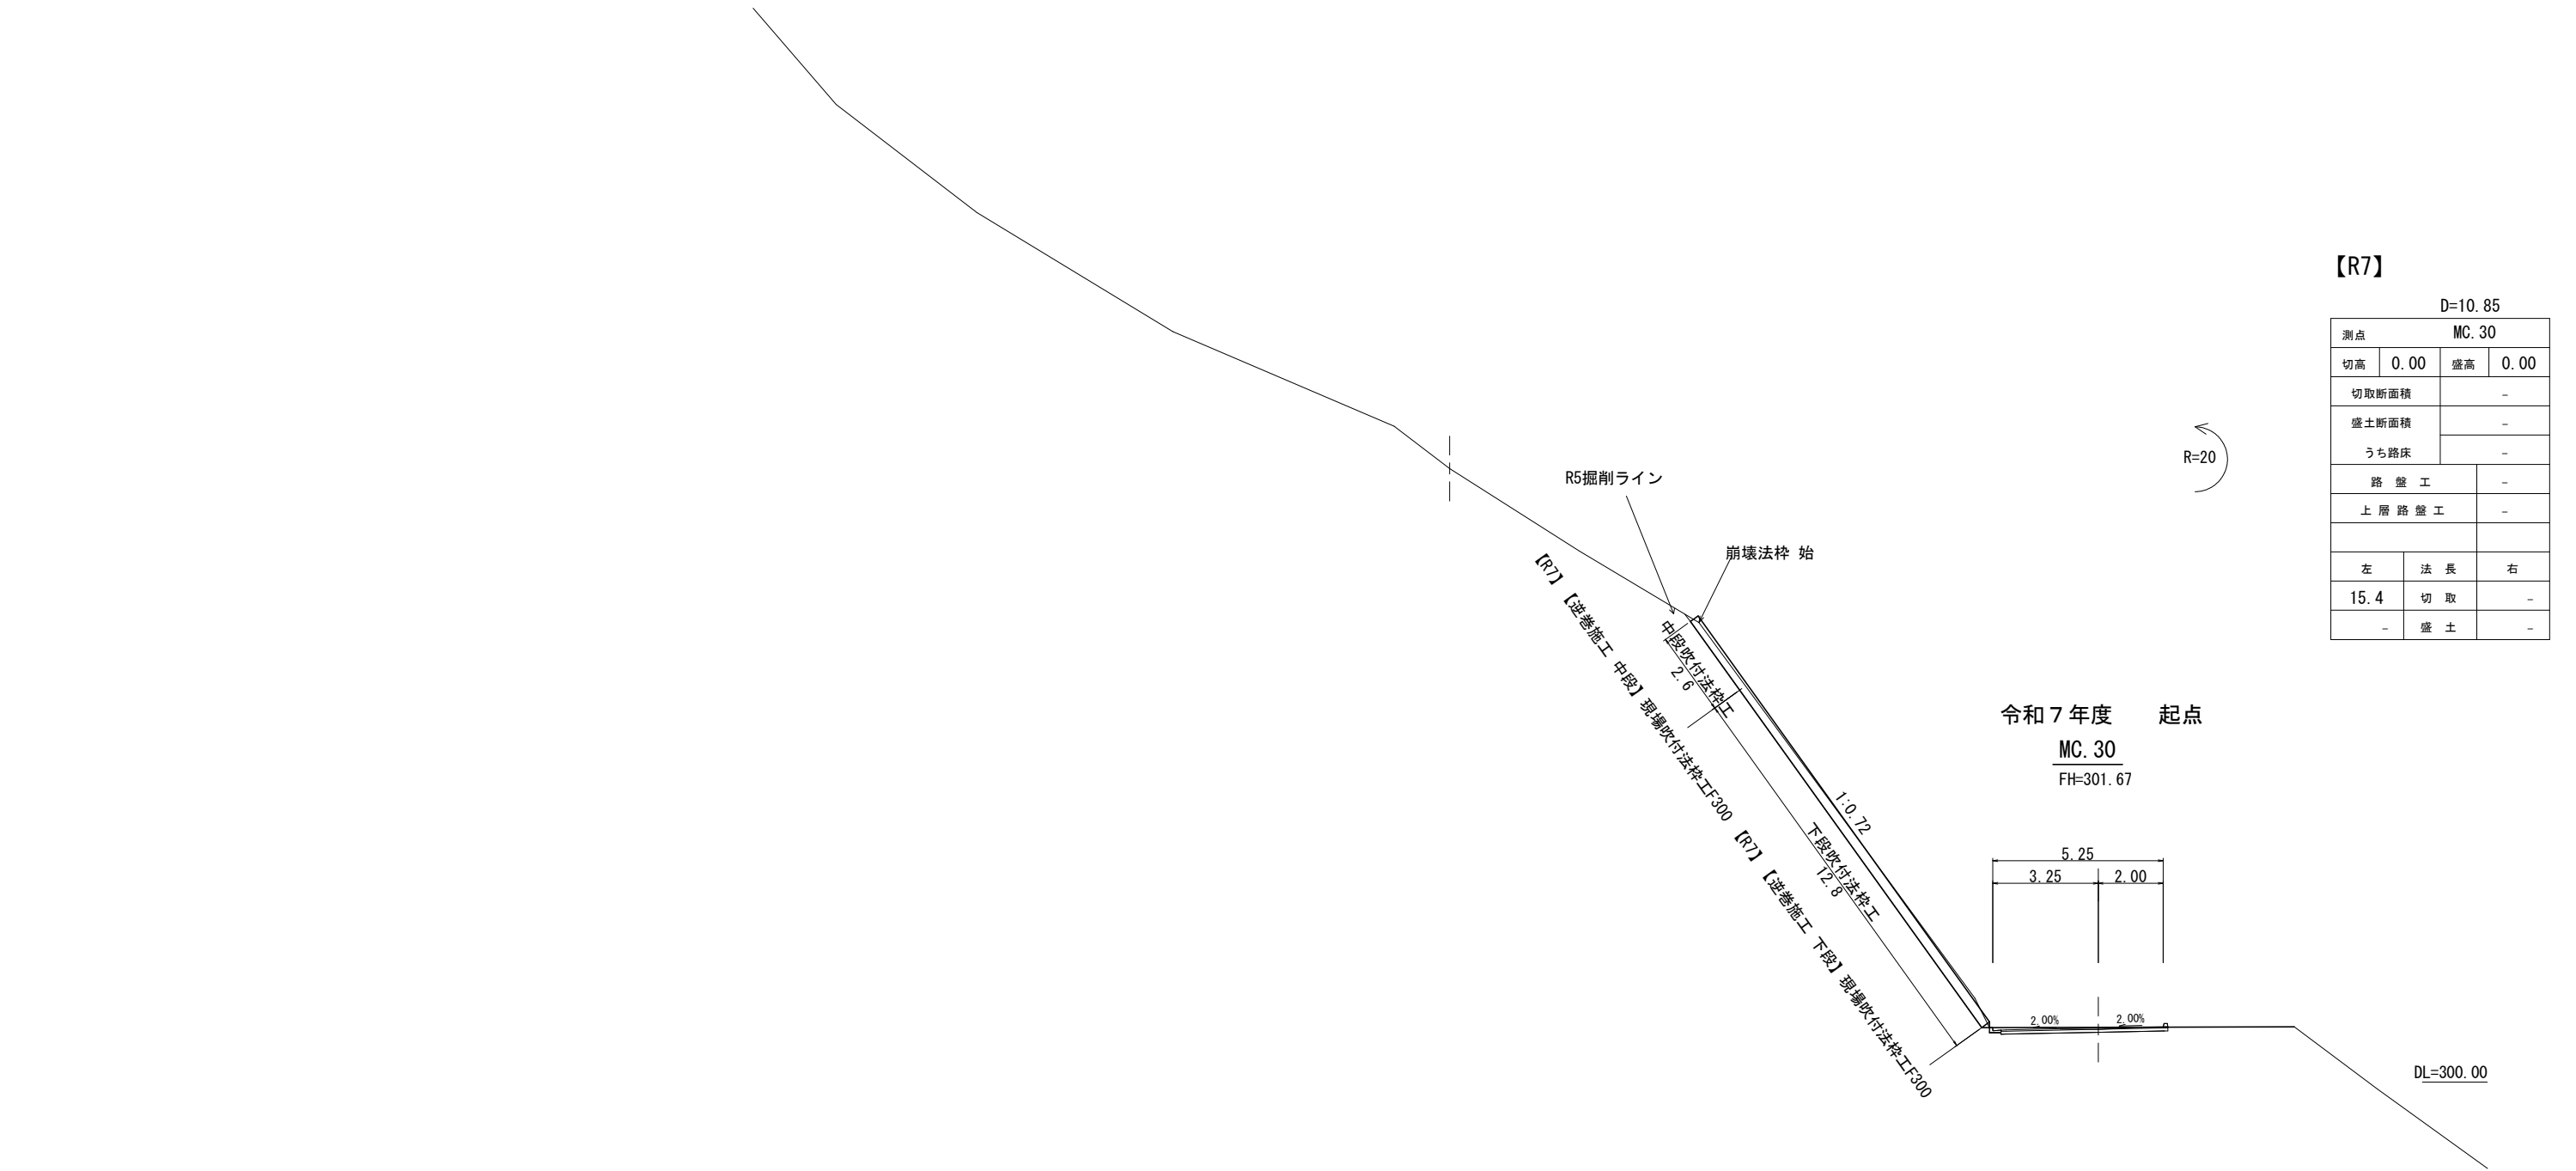 【R7】
D=10.85
測点 MC.30
切高 0.00 盛高 0.00
切取断面積 -
盛土断面積 -
うち路床 -
路 盤 工 -
上 層 路 盤 工 -
左 法 長 右
15.4 切 取 -
- 盛 土 -
R=20
R5掘削ライン
崩壊法枠 始
【R7】【逆巻施工 中段】現場吹付法枠工F300
中段吹付法枠工
2.6
【R7】【逆巻施工 下段】現場吹付法枠工F300
下段吹付法枠工
12.8
1:0.72
令和７年度 起点
MC.30
FH=301.67
5.25
3.25 2.00
2.00% 2.00%
DL=300.00